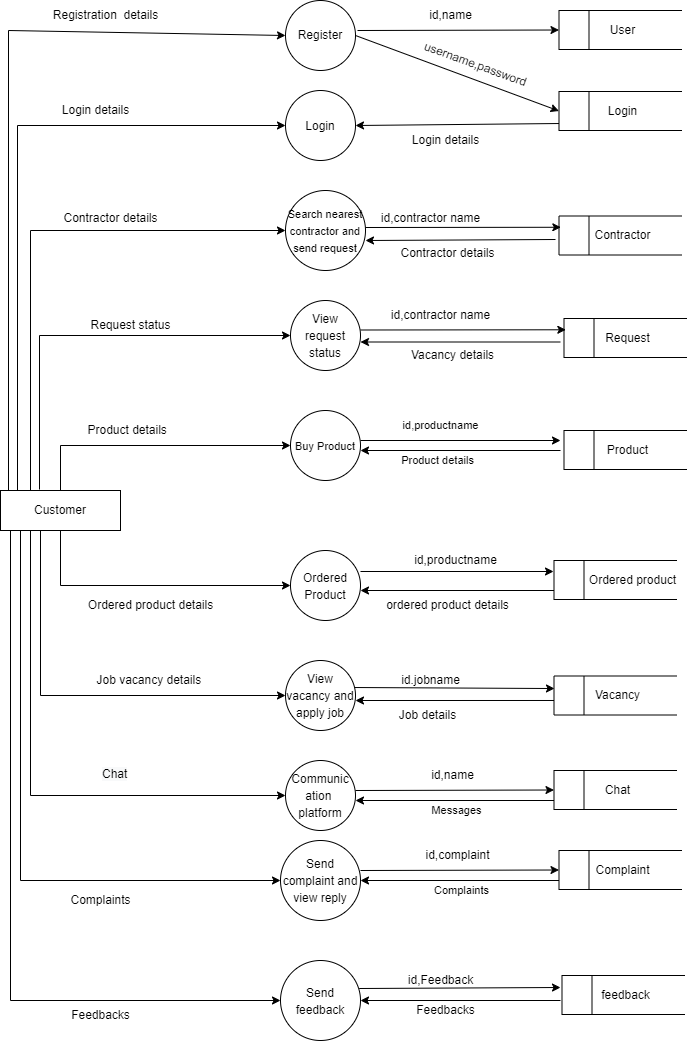 Registration details
id,name
Register
User
username,password
Login details
Login
Login
Login details
Contractor details
Search nearest
contractor and
send request
id,contractor name
Contractor
Contractor details
Request status
View
request
status
id,contractor name
Request
Vacancy details
Product details
Buy Product
id,productname
Product
Product details
Customer
Ordered
Product
id,productname
Ordered product
Ordered product details
ordered product details
Job vacancy details
View
vacancy and
apply job
id.jobname
Vacancy
Job details
Chat
Communic
ation
platform
id,name
Chat
Messages
Send
complaint and
view reply
id,complaint
Complaint
Complaints
Complaints
Send
feedback
id,Feedback
feedback
Feedbacks
Feedbacks